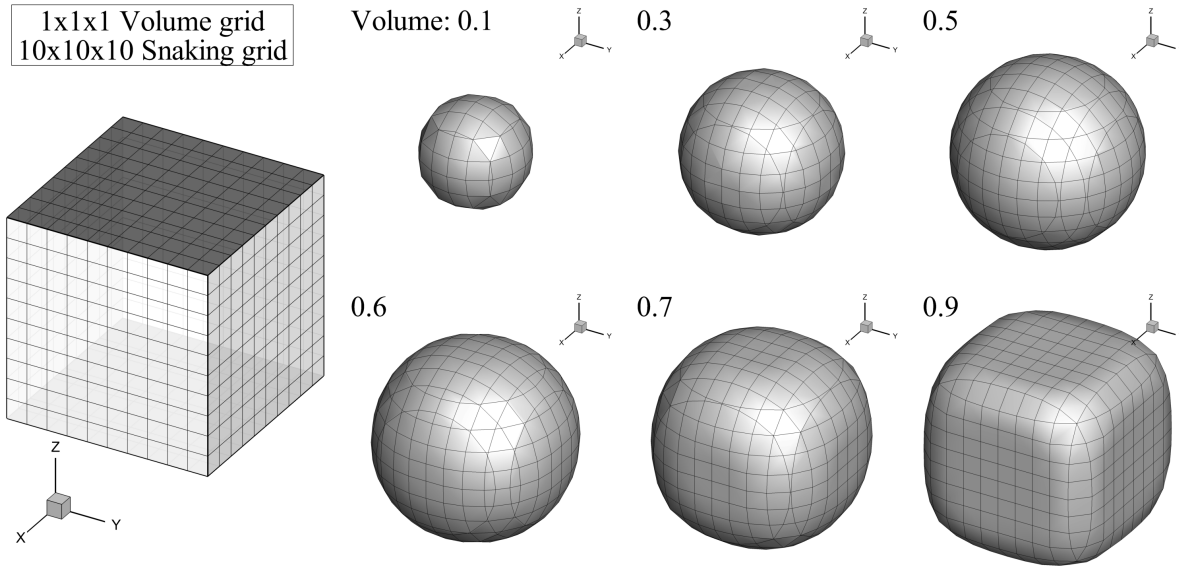 1x1x1 Volume grid
10x10x10 Snaking grid
Volume: 0.1
Z
X
Y
0.3
Z
X
Y
0.5
Z
X
0.6
Z
X
Y
0.7
Z
X
Y
0.9
Z
X
Z
X
Y